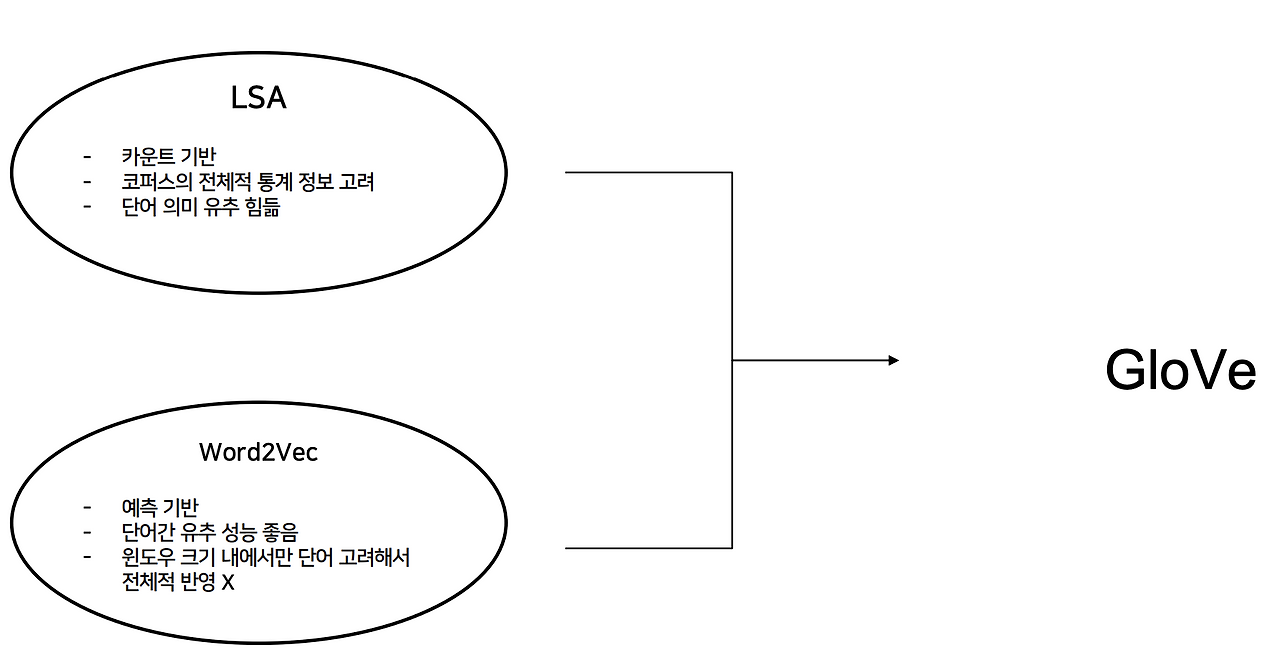 LSA
- 카운트 기반
- 코퍼스의 전체적 통계 정보 고려
- 단어 의미 유추 힘듦
GloVe
Word2Vec
- 예측 기반
- 단어간 유추 성능 좋음
- 윈도우 크기 내에서만 단어 고려해서
전체적 반영 X